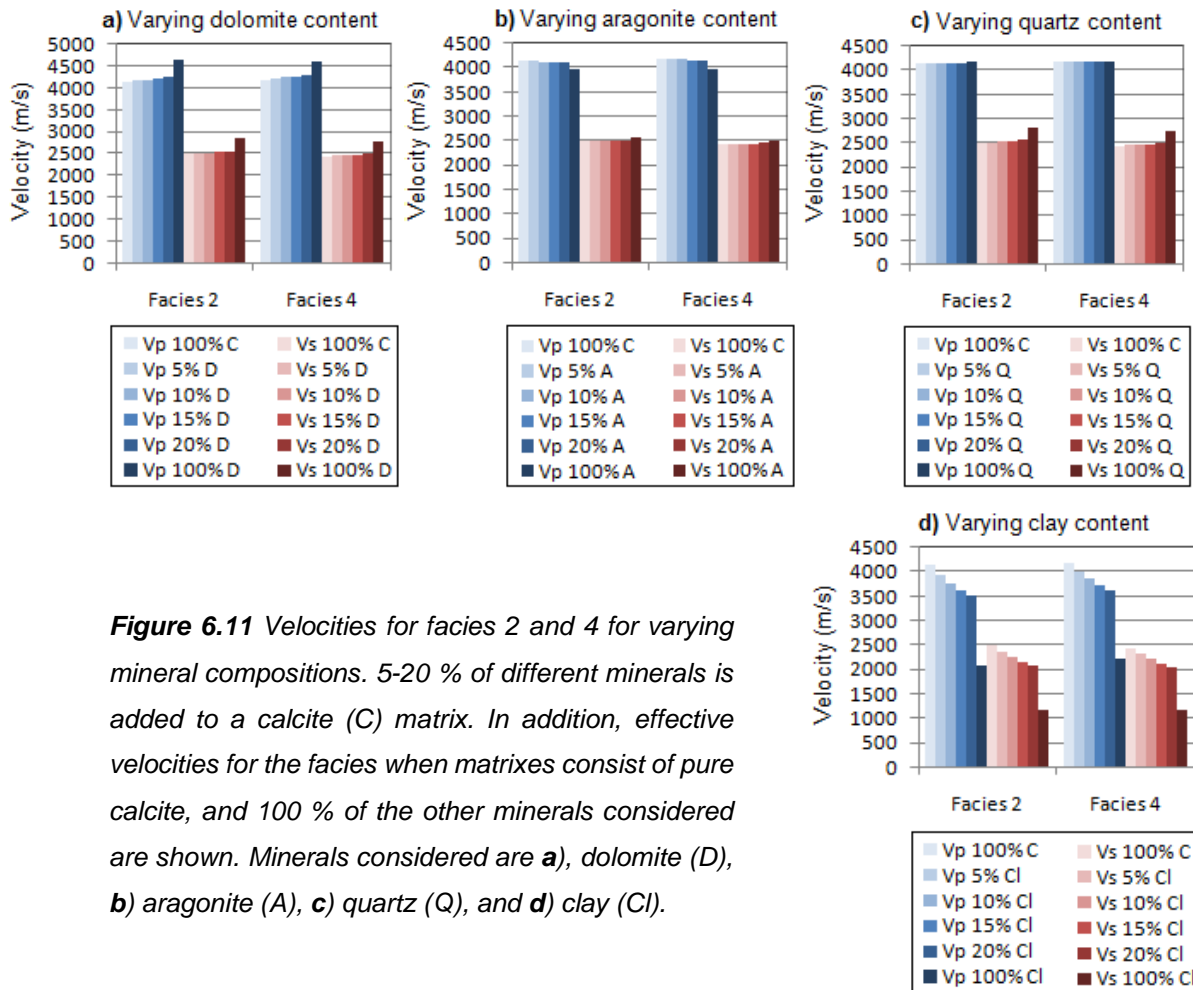 a) Varying dolomite content
Velocity (m/s)
5000
4500
4000
3500
3000
2500
2000
1500
1000
500
0
Facies 2
Facies 4
Vp 100% C
Vs 100% C
Vp 5% D
Vs 5% D
Vp 10% D
Vs 10% D
Vp 15% D
Vs 15% D
Vp 20% D
Vs 20% D
Vp 100% D
Vs 100% D
b) Varying aragonite content
Velocity (m/s)
4500
4000
3500
3000
2500
2000
1500
1000
500
0
Facies 2
Facies 4
Vp 100% C
Vs 100% C
Vp 5% A
Vs 5% A
Vp 10% A
Vs 10% A
Vp 15% A
Vs 15% A
Vp 20% A
Vs 20% A
Vp 100% A
Vs 100% A
c) Varying quartz content
Velocity (m/s)
4500
4000
3500
3000
2500
2000
1500
1000
500
0
Facies 2
Facies 4
Vp 100% C
Vs 100% C
Vp 5% Q
Vs 5% Q
Vp 10% Q
Vs 10% Q
Vp 15% Q
Vs 15% Q
Vp 20% Q
Vs 20% Q
Vp 100% Q
Vs 100% Q
d) Varying clay content
Velocity (m/s)
4500
4000
3500
3000
2500
2000
1500
1000
500
0
Facies 2
Facies 4
Vp 100% C
Vs 100% C
Vp 5% Cl
Vs 5% Cl
Vp 10% Cl
Vs 10% Cl
Vp 15% Cl
Vs 15% Cl
Vp 20% Cl
Vs 20% Cl
Vp 100% Cl
Vs 100% Cl
Figure 6.11 Velocities for facies 2 and 4 for varying
mineral compositions. 5-20 % of different minerals is
added to a calcite (C) matrix. In addition, effective
velocities for the facies when matrixes consist of pure
calcite, and 100 % of the other minerals considered
are shown. Minerals considered are a), dolomite (D),
b) aragonite (A), c) quartz (Q), and d) clay (Cl).